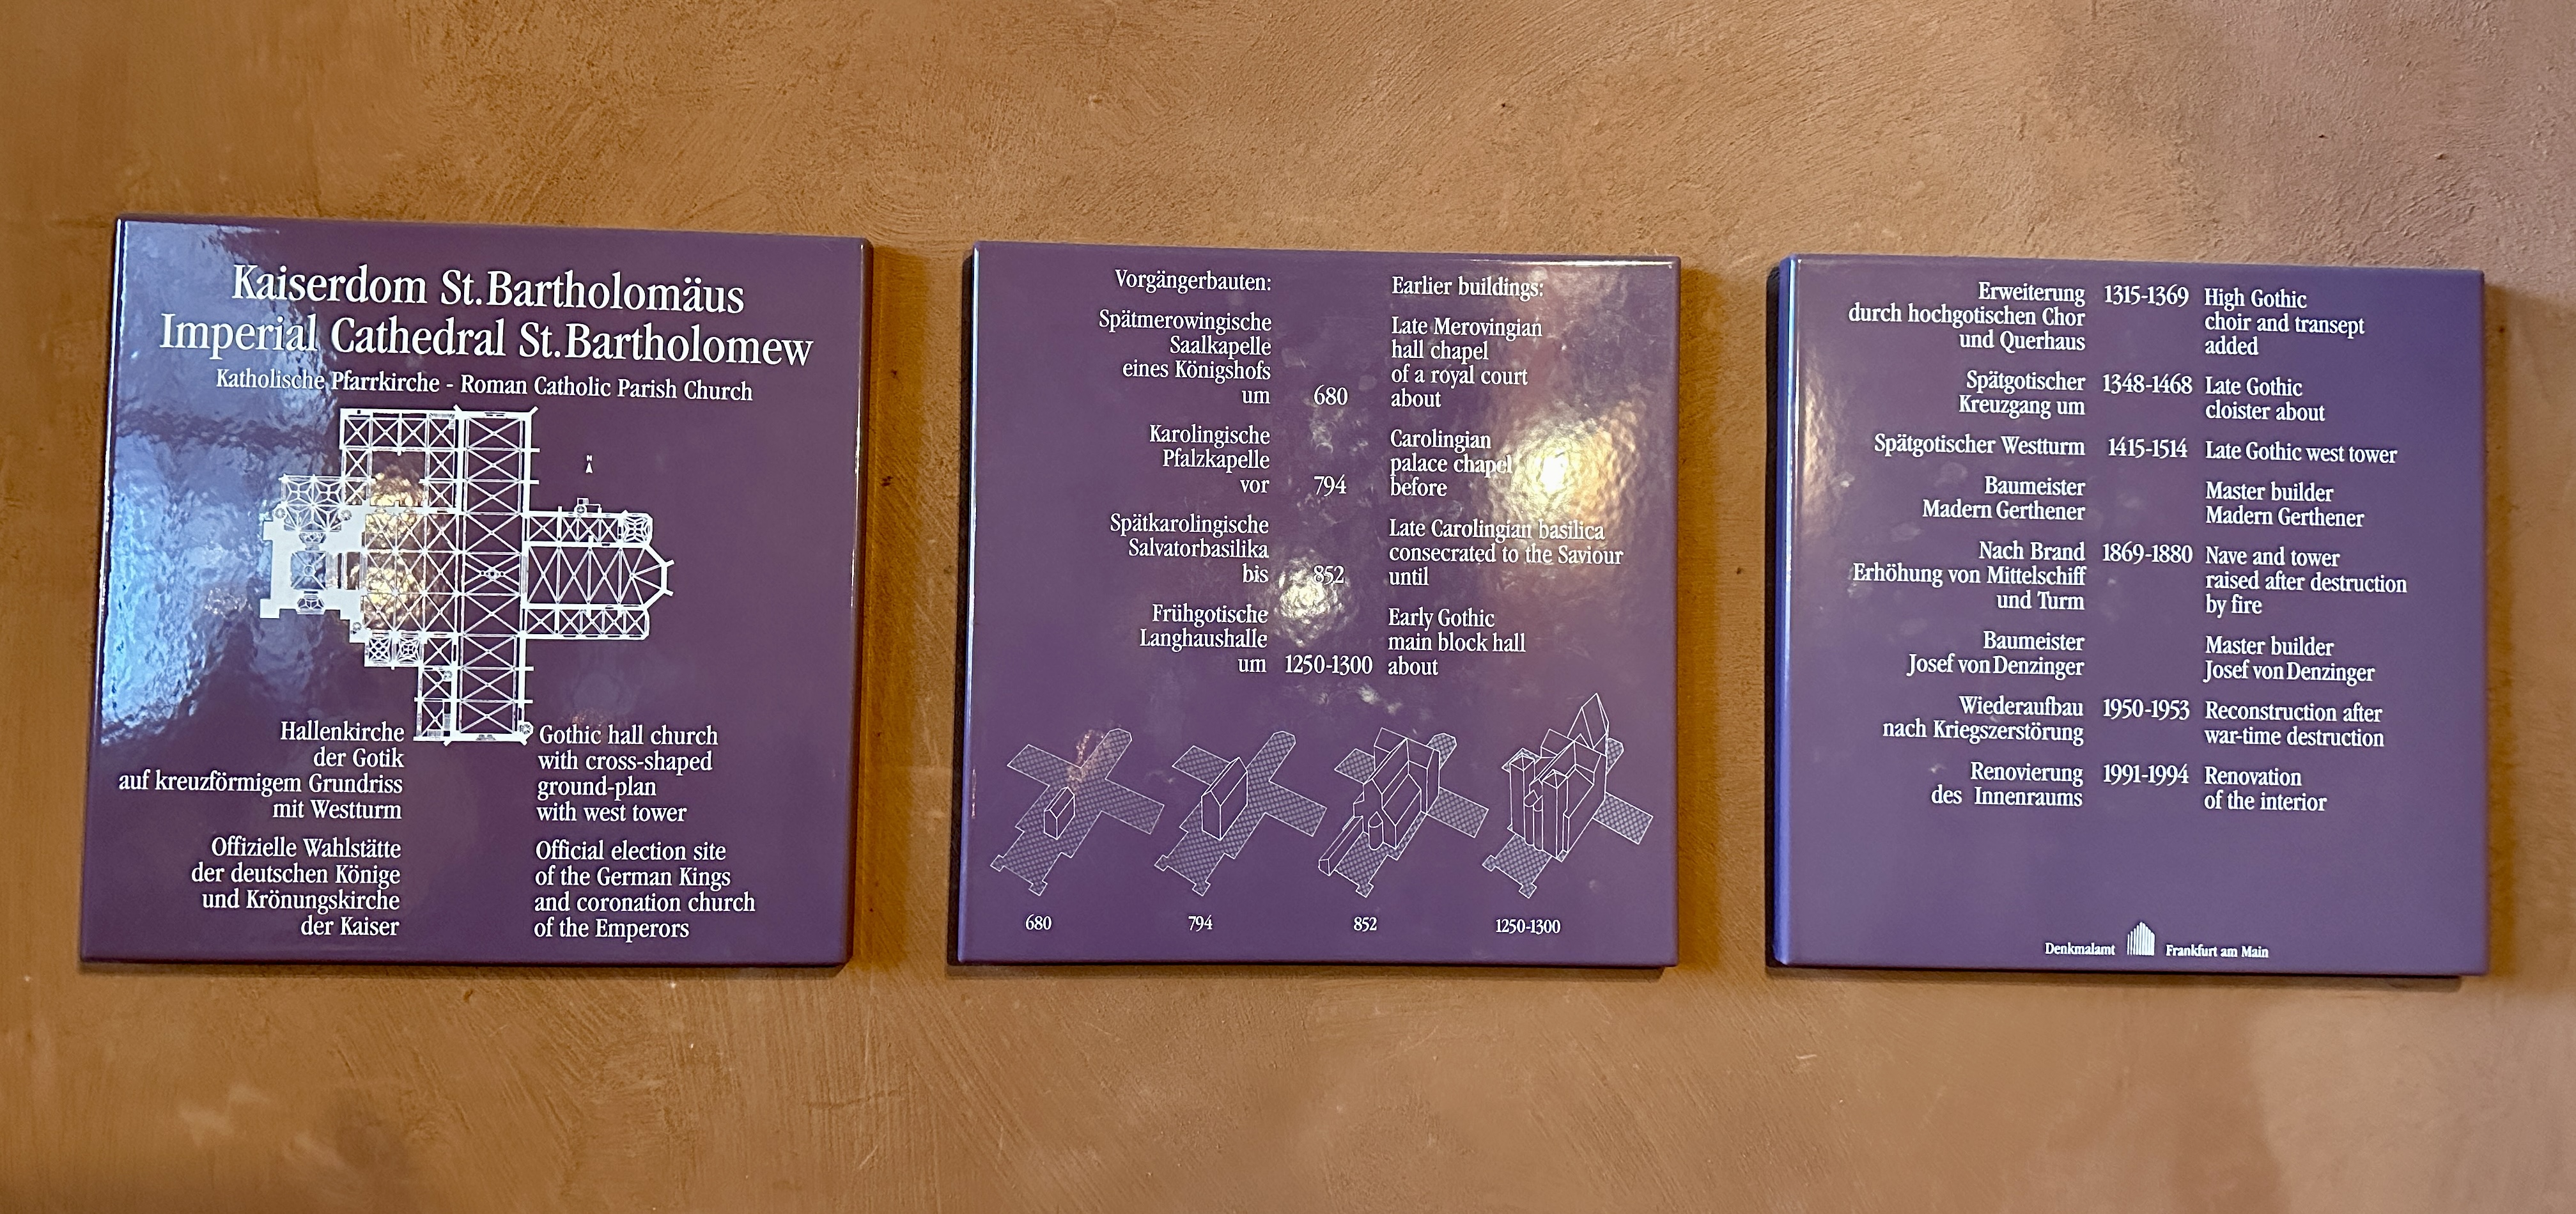 Kaiserdom St. Bartholomäus
Imperial Cathedral St. Bartholomew
Katholische Pfarrkirche - Roman Catholic Parish Church
N
Hallenkirche
der Gotik
auf kreuzförmigem Grundriss
mit Westturm
Gothic hall church
with cross-shaped
ground-plan
with west tower
Offizielle Wahlstätte
der deutschen Könige
und Krönungskirche
der Kaiser
Official election site
of the German Kings
and coronation church
of the Emperors
Vorgängerbauten: Earlier buildings:
Spätmerowingische Late Merovingian
Saalkapelle hall chapel
eines Königshofs of a royal court
um 680 about
Karolingische Carolingian
Pfalzkapelle palace chapel
vor 794 before
Spätkarolingische Late Carolingian basilica
Salvatorbasilika consecrated to the Saviour
bis 852 until
Frühgotische Early Gothic
Langhaushalle main block hall
um 1250-1300 about
680 794 852 1250-1300
Erweiterung 1315-1369 High Gothic
durch hochgotischen Chor choir and transept
und Querhaus added
Spätgotischer 1348-1468 Late Gothic
Kreuzgang um cloister about
Spätgotischer Westturm 1415-1514 Late Gothic west tower
Baumeister Master builder
Madern Gerthener Madern Gerthener
Nach Brand 1869-1880 Nave and tower
Erhöhung von Mittelschiff raised after destruction
und Turm by fire
Baumeister Master builder
Josef von Denzinger Josef von Denzinger
Wiederaufbau 1950-1953 Reconstruction after
nach Kriegszerstörung war-time destruction
Renovierung 1991-1994 Renovation
des Innenraums of the interior
Denkmalamt Frankfurt am Main